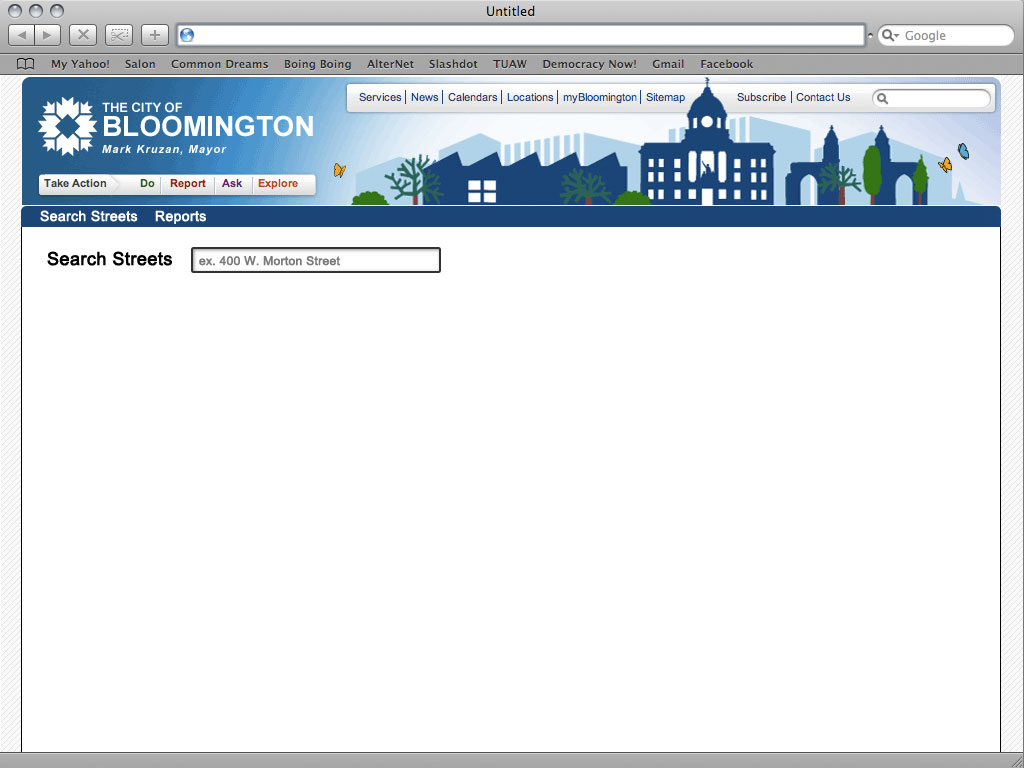 Untitled
Google
My Yahoo! Salon Common Dreams Boing Boing AlterNet Slashdot TUAW Democracy Now! Gmail Facebook
Services News Calendars Locations myBloomington Sitemap Subscribe Contact Us
THE CITY OF
BLOOMINGTON
Mark Kruzan, Mayor
Take Action Do Report Ask Explore
Search Streets Reports
Search Streets ex. 400 W. Morton Street